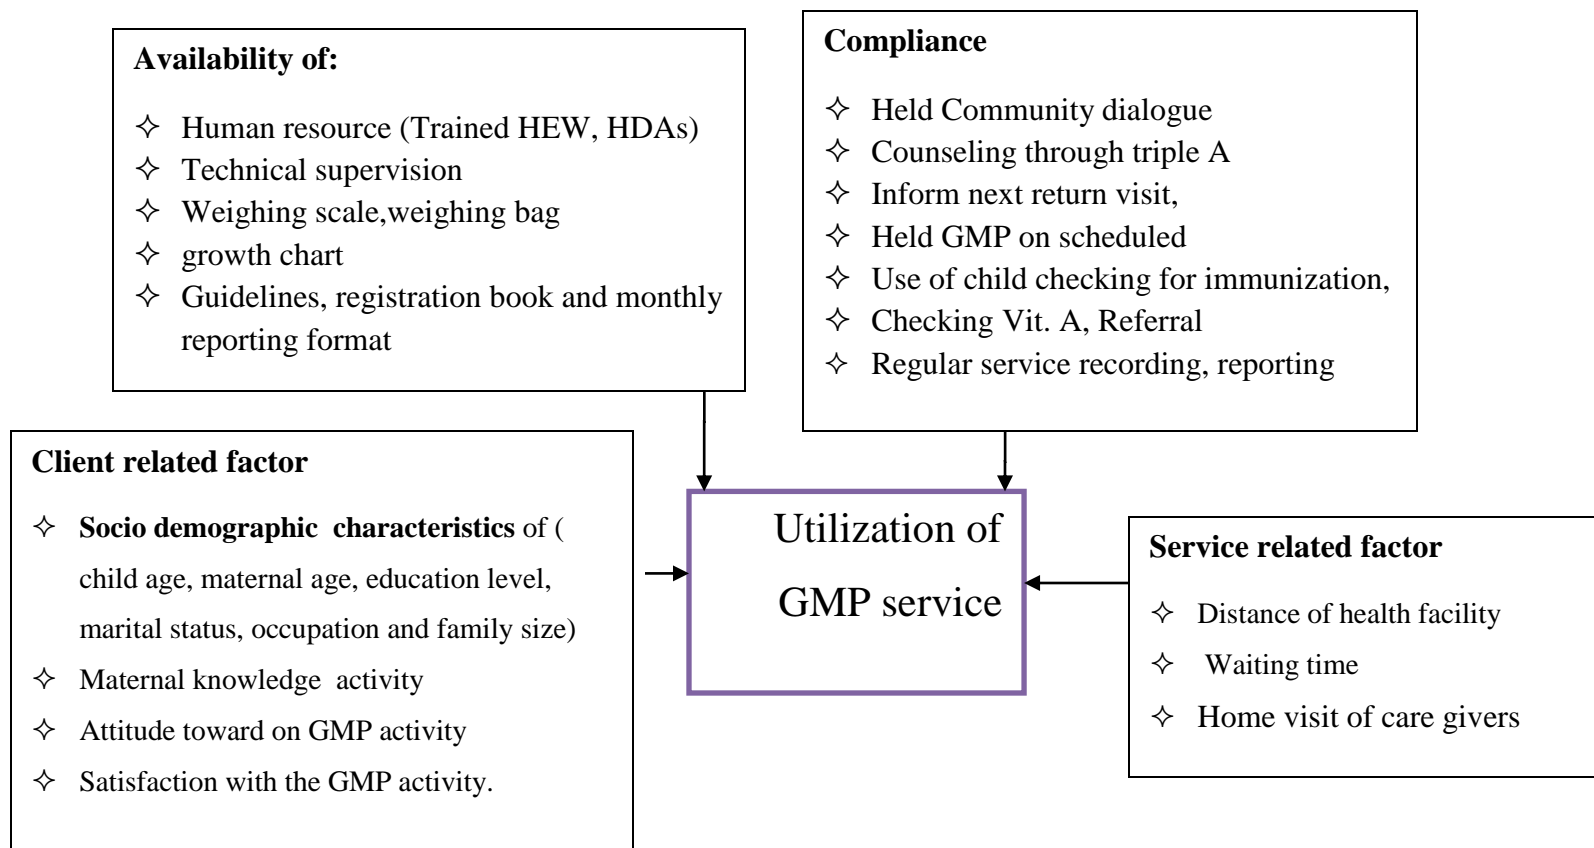 Availability of:
✧ Human resource (Trained HEW, HDAs)
✧ Technical supervision
✧ Weighing scale,weighing bag
✧ growth chart
✧ Guidelines, registration book and monthly
reporting format
Compliance
✧ Held Community dialogue
✧ Counseling through triple A
✧ Inform next return visit,
✧ Held GMP on scheduled
✧ Use of child checking for immunization,
✧ Checking Vit. A, Referral
✧ Regular service recording, reporting
Client related factor
✧ Socio demographic characteristics of (
child age, maternal age, education level,
marital status, occupation and family size)
✧ Maternal knowledge activity
✧ Attitude toward on GMP activity
✧ Satisfaction with the GMP activity.
Utilization of
GMP service
Service related factor
✧ Distance of health facility
✧ Waiting time
✧ Home visit of care givers